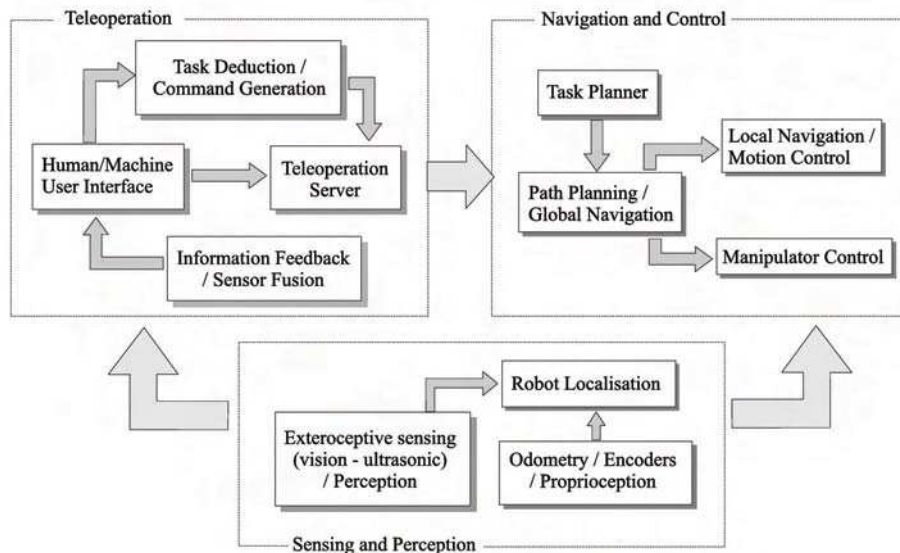 Teleoperation
Task Deduction /
Command Generation
Human/Machine
User Interface
Teleoperation
Server
Information Feedback
/ Sensor Fusion
Navigation and Control
Task Planner
Path Planning /
Global Navigation
Local Navigation /
Motion Control
Manipulator Control
Robot Localisation
Exteroceptive sensing
(vision - ultrasonic)
/ Perception
Odometry / Encoders
/ Proprioception
Sensing and Perception